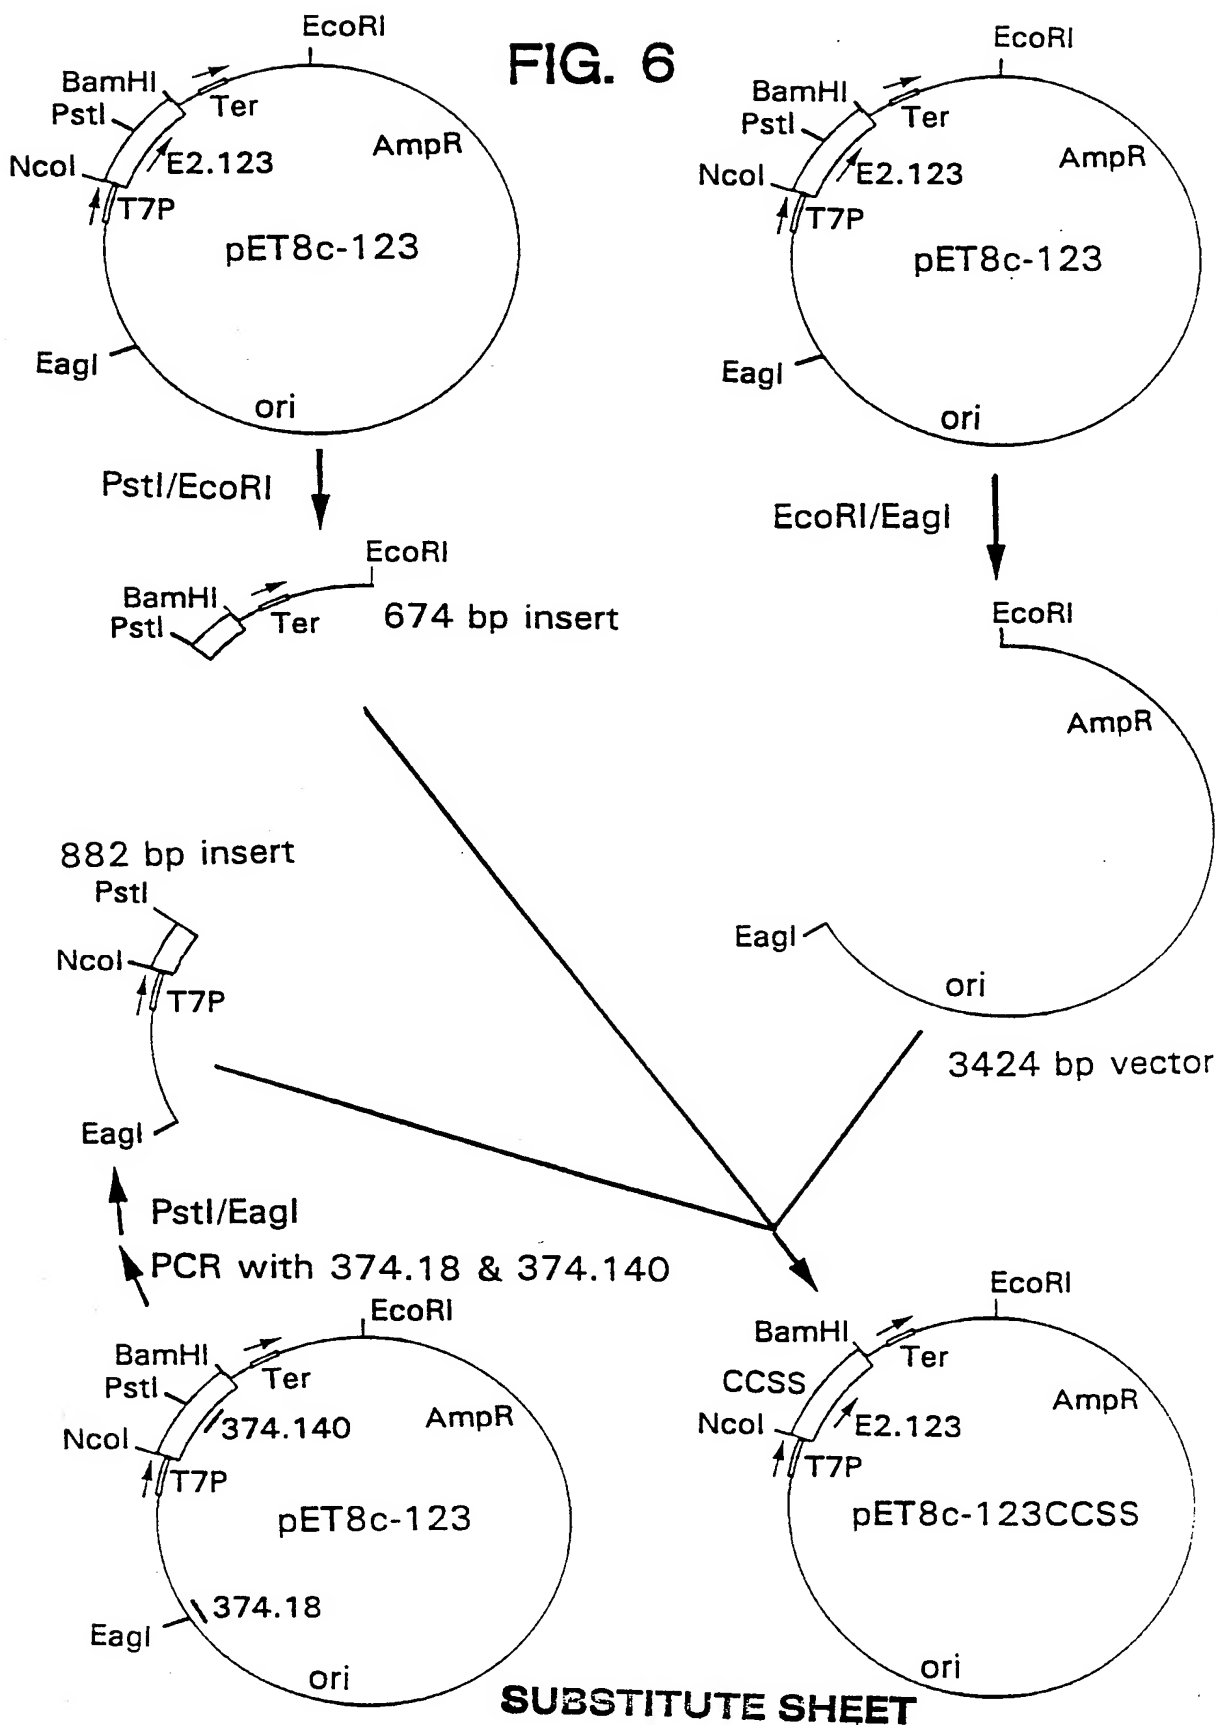 FIG. 6
EcoRI
BamHI
PstI
Ter
NcoI
E2.123
AmpR
T7P
pET8c-123
EagI
ori
EcoRI
BamHI
PstI
Ter
NcoI
E2.123
AmpR
T7P
pET8c-123
EagI
ori
PstI/EcoRI
EcoRI
BamHI
PstI
Ter
674 bp insert
EcoRI/EagI
EcoRI
AmpR
EagI
ori
3424 bp vector
882 bp insert
PstI
NcoI
T7P
EagI
PstI/EagI
PCR with 374.18 & 374.140
EcoRI
BamHI
PstI
Ter
374.140
AmpR
NcoI
T7P
pET8c-123
374.18
EagI
ori
EcoRI
BamHI
Ter
CCSS
AmpR
NcoI
E2.123
T7P
pET8c-123CCSS
ori
SUBSTITUTE SHEET